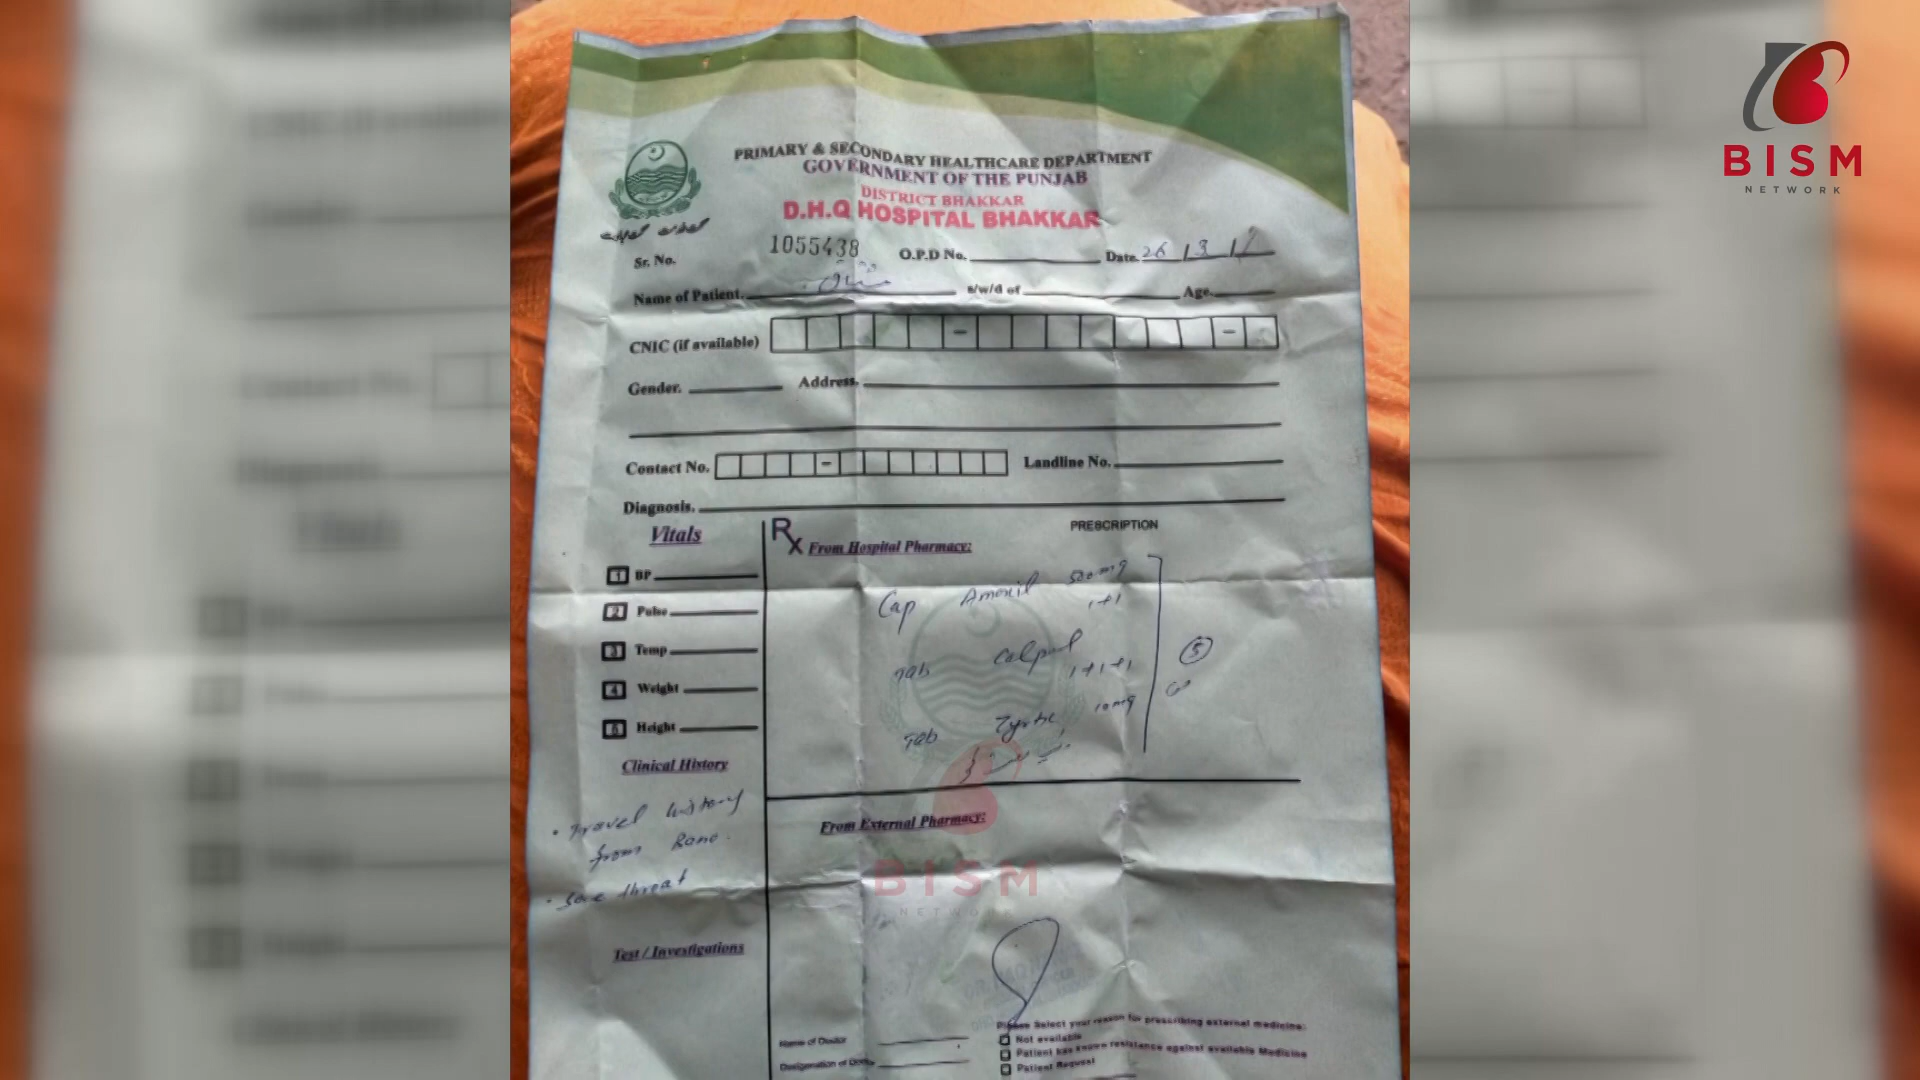 BISM
NETWORK
PRIMARY & SECONDARY HEALTHCARE DEPARTMENT
GOVERNMENT OF THE PUNJAB
DISTRICT BHAKKAR
D.H.Q HOSPITAL BHAKKAR
Sr. No. 1055438 O.P.D No. Date. 26/3/
Name of Patient. s/w/d of Age.
CNIC (if available) - -
Gender. Address.
Contact No. - Landline No.
Diagnosis.
Vitals
1 BP
2 Pulse
3 Temp
4 Weight
5 Height
Clinical History
• Travel history
from
• Sore throat
Test / Investigations
Rx From Hospital Pharmacy: PRESCRIPTION
Cap Amoxil 500mg
1+1
Tab Calpol
1+1+1
Tab Zyrtec 10mg
5
From External Pharmacy:
BISM
NETWORK
Name of Doctor
Designation of Doctor
Please Select your reason for prescribing external medicine:
Not available
Patient has known resistance against available Medicine
Patient Request